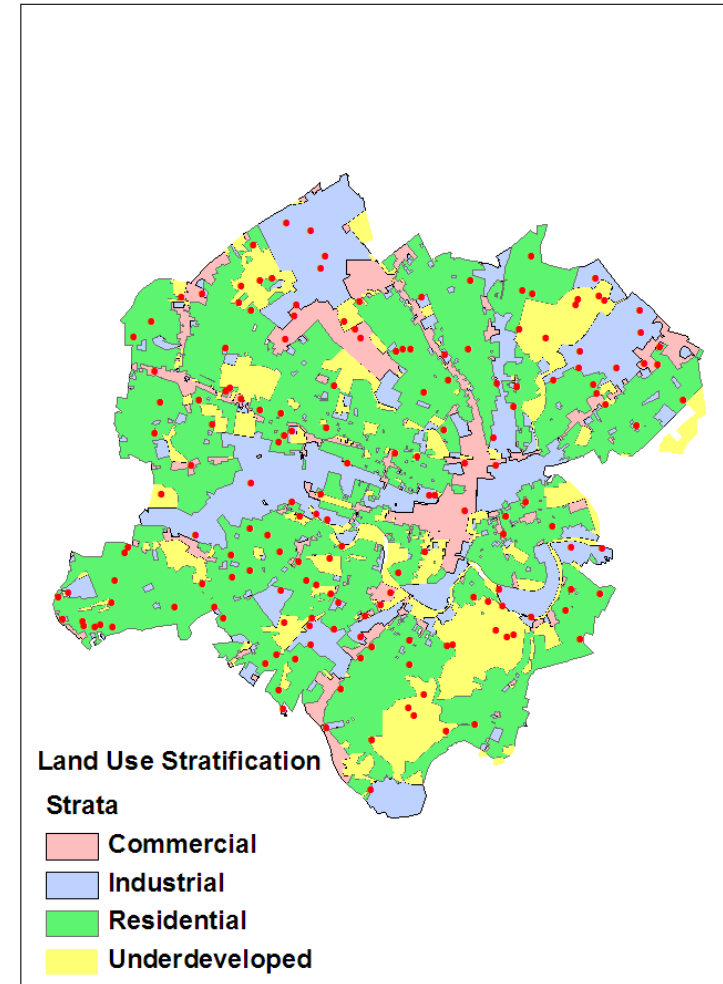 Land Use Stratification
Strata
Commercial
Industrial
Residential
Underdeveloped